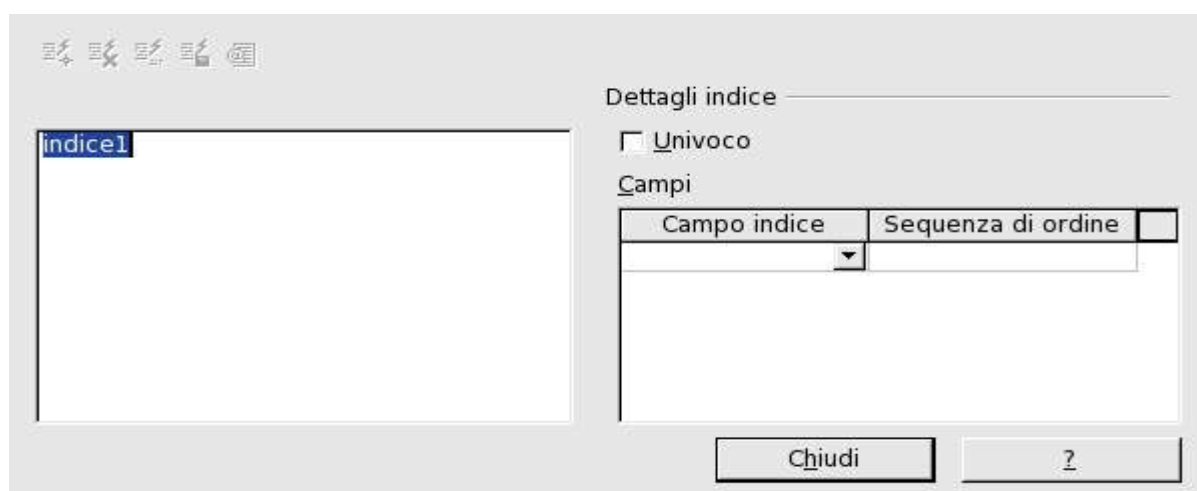 Dettagli indice
indice1
Univoco
Campi
Campo indice Sequenza di ordine
Chiudi ?